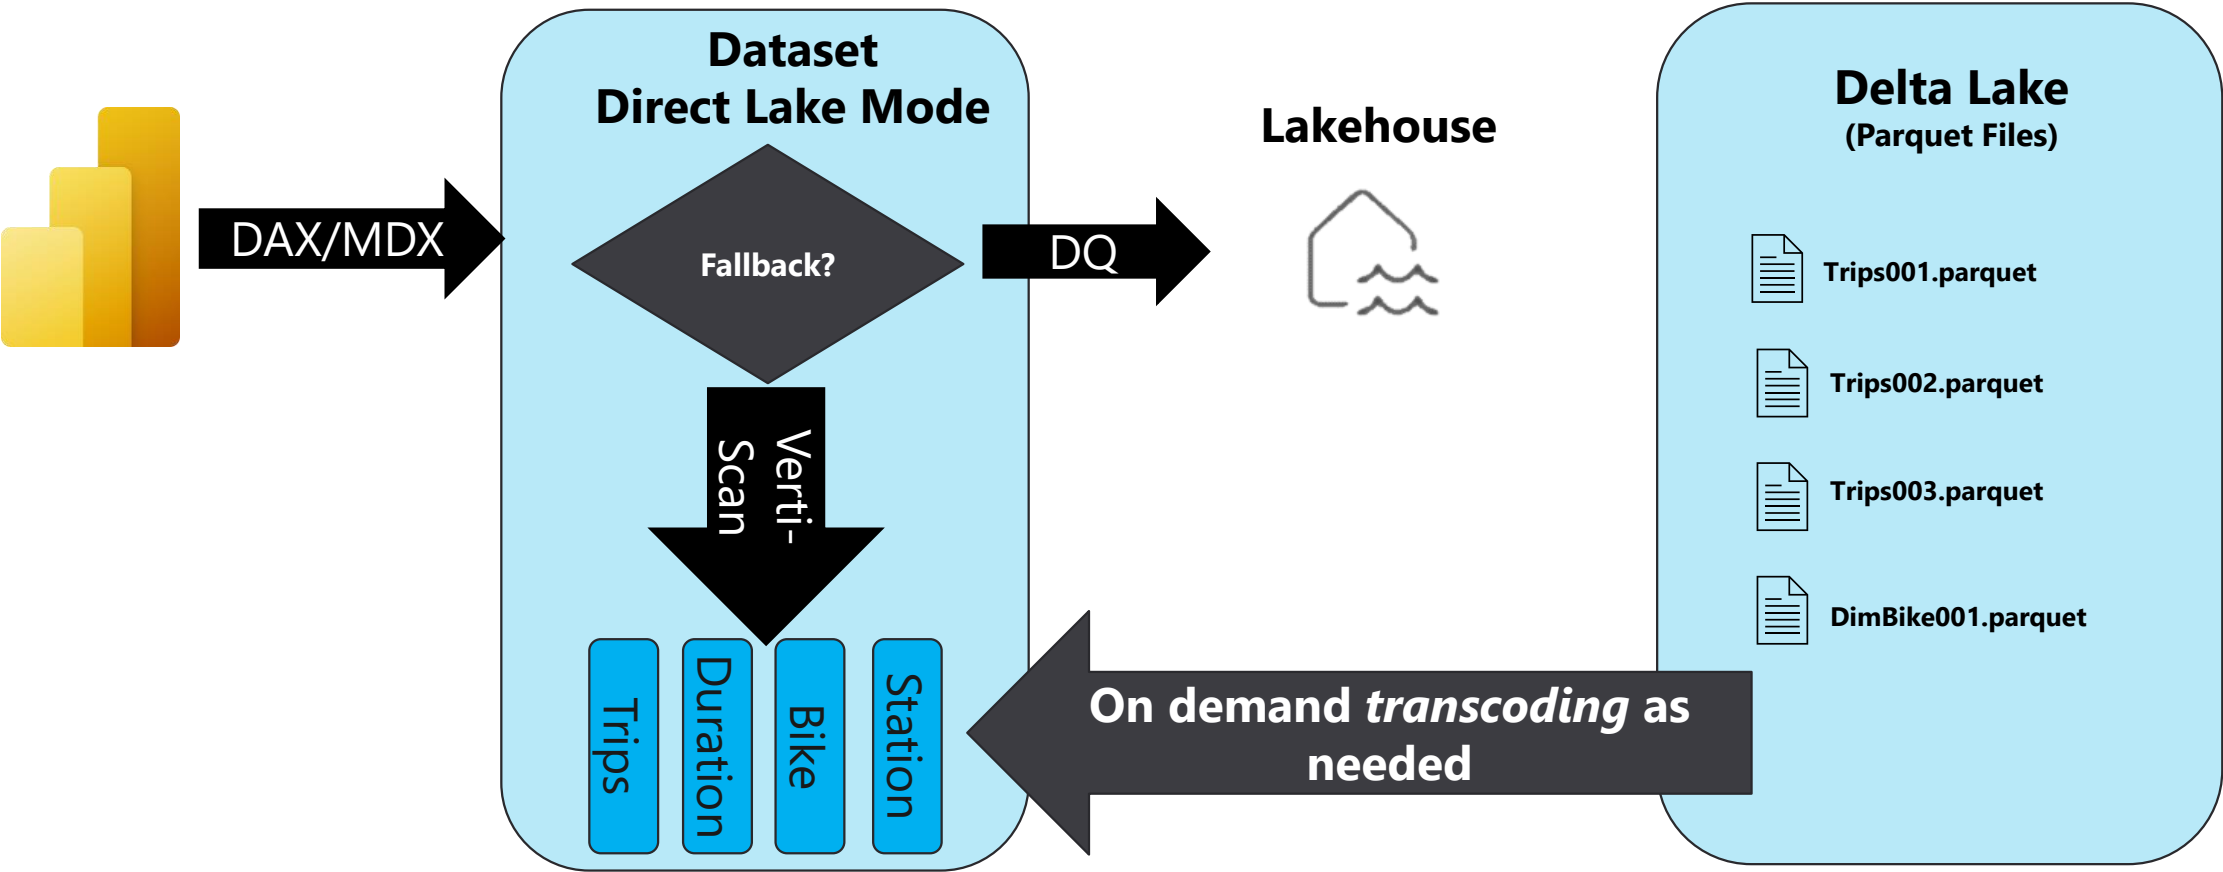 Dataset
Direct Lake Mode
DAX/MDX
Fallback?
DQ
Verti-
Scan
Trips
Duration
Bike
Station
Lakehouse
On demand transcoding as
needed
Delta Lake
(Parquet Files)
Trips001.parquet
Trips002.parquet
Trips003.parquet
DimBike001.parquet